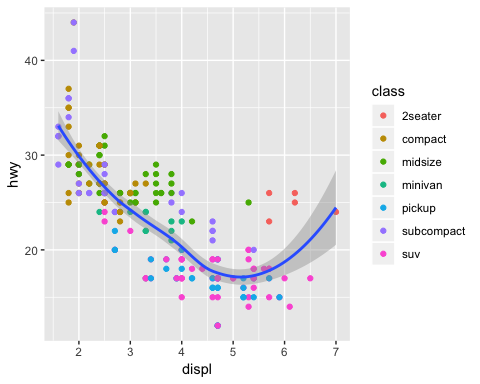 40
30
20
hwy
2
3
4
5
6
7
displ
class
2seater
compact
midsize
minivan
pickup
subcompact
suv